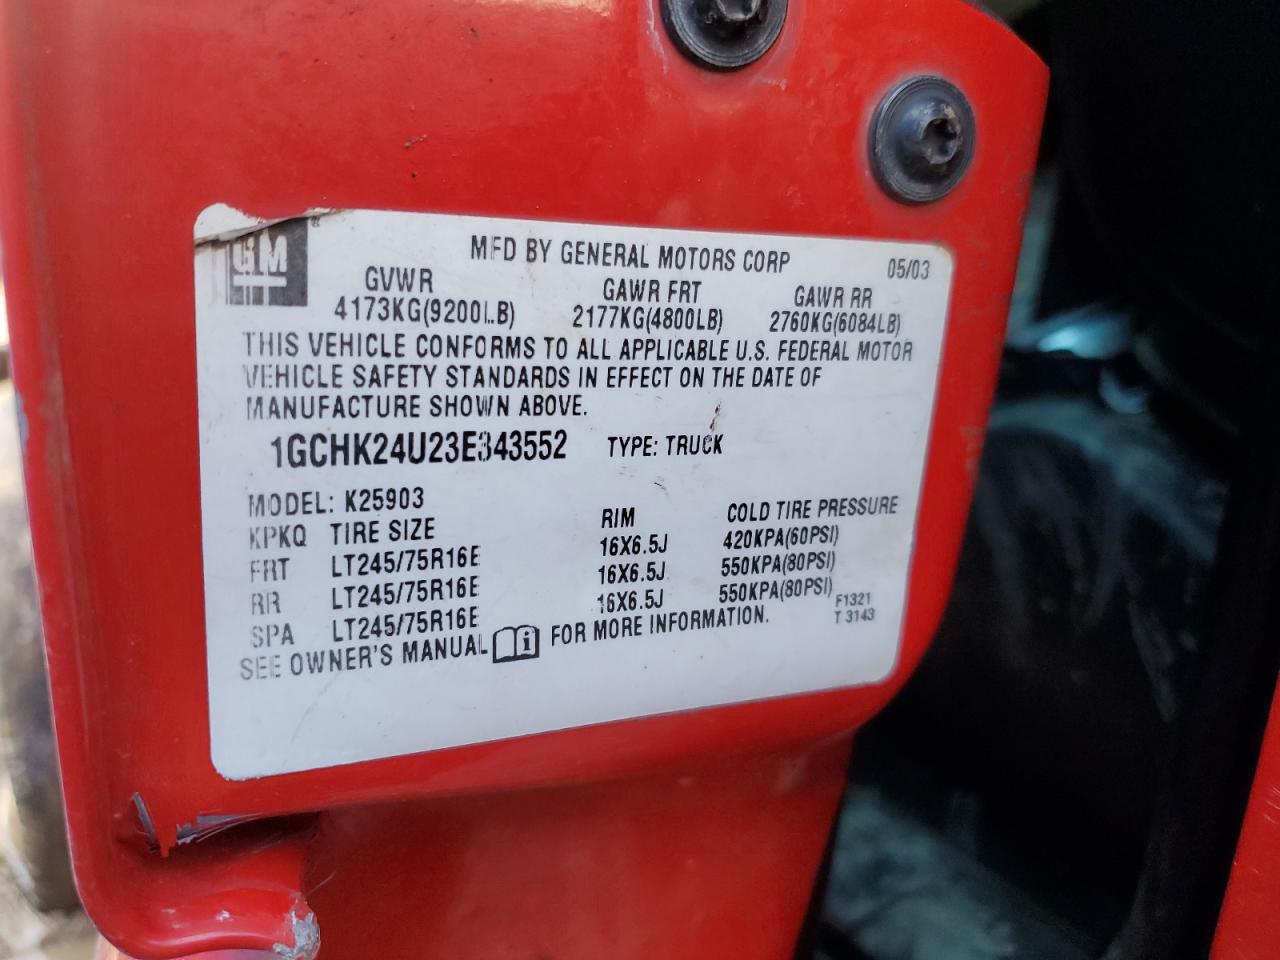 GM ®
MFD BY GENERAL MOTORS CORP 05/03
GVWR GAWR FRT GAWR RR
4173KG(9200LB) 2177KG(4800LB) 2760KG(6084LB)
THIS VEHICLE CONFORMS TO ALL APPLICABLE U.S. FEDERAL MOTOR
VEHICLE SAFETY STANDARDS IN EFFECT ON THE DATE OF
MANUFACTURE SHOWN ABOVE.
1GCHK24U23E343552 TYPE: TRUCK
MODEL: K25903
KPKQ TIRE SIZE RIM COLD TIRE PRESSURE
FRT LT245/75R16E 16X6.5J 420KPA(60PSI)
RR LT245/75R16E 16X6.5J 550KPA(80PSI)
SPA LT245/75R16E 16X6.5J 550KPA(80PSI)
SEE OWNER'S MANUAL i FOR MORE INFORMATION.
F1321
T 3143